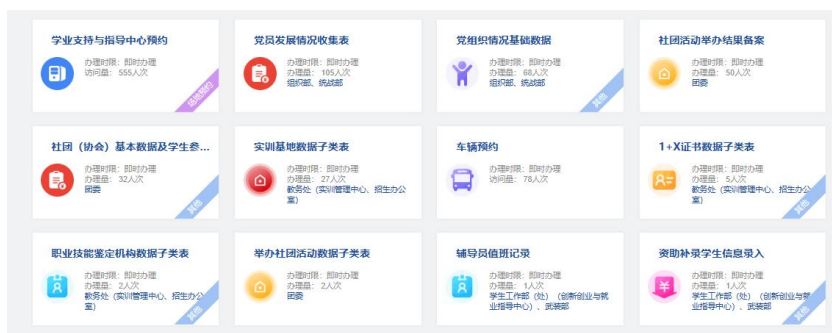 学业支持与指导中心预约
办理时限：即时办理
访问量：555人次
场地预约
党员发展情况收集表
办理时限：即时办理
办理量：105人次
组织部、统战部
党组织情况基础数据
办理时限：即时办理
办理量：68人次
组织部、统战部
其他
社团活动举办结果备案
办理时限：即时办理
办理量：50人次
团委
社团（协会）基本数据及学生参...
办理时限：即时办理
办理量：32人次
团委
其他
实训基地数据子类表
办理时限：即时办理
办理量：27人次
教务处（实训管理中心、招生办公
室）
车辆预约
办理时限：即时办理
访问量：78人次
1+X证书数据子类表
办理时限：即时办理
办理量：5人次
教务处（实训管理中心、招生办公
室）
其他
职业技能鉴定机构数据子类表
办理时限：即时办理
办理量：2人次
教务处（实训管理中心、招生办公
室）
其他
举办社团活动数据子类表
办理时限：即时办理
办理量：2人次
团委
辅导员值班记录
办理时限：即时办理
办理量：1人次
学生工作部（处）（创新创业与就
业指导中心）、武装部
资助补录学生信息录入
办理时限：即时办理
办理量：1人次
学生工作部（处）（创新创业与就
业指导中心）、武装部
其他